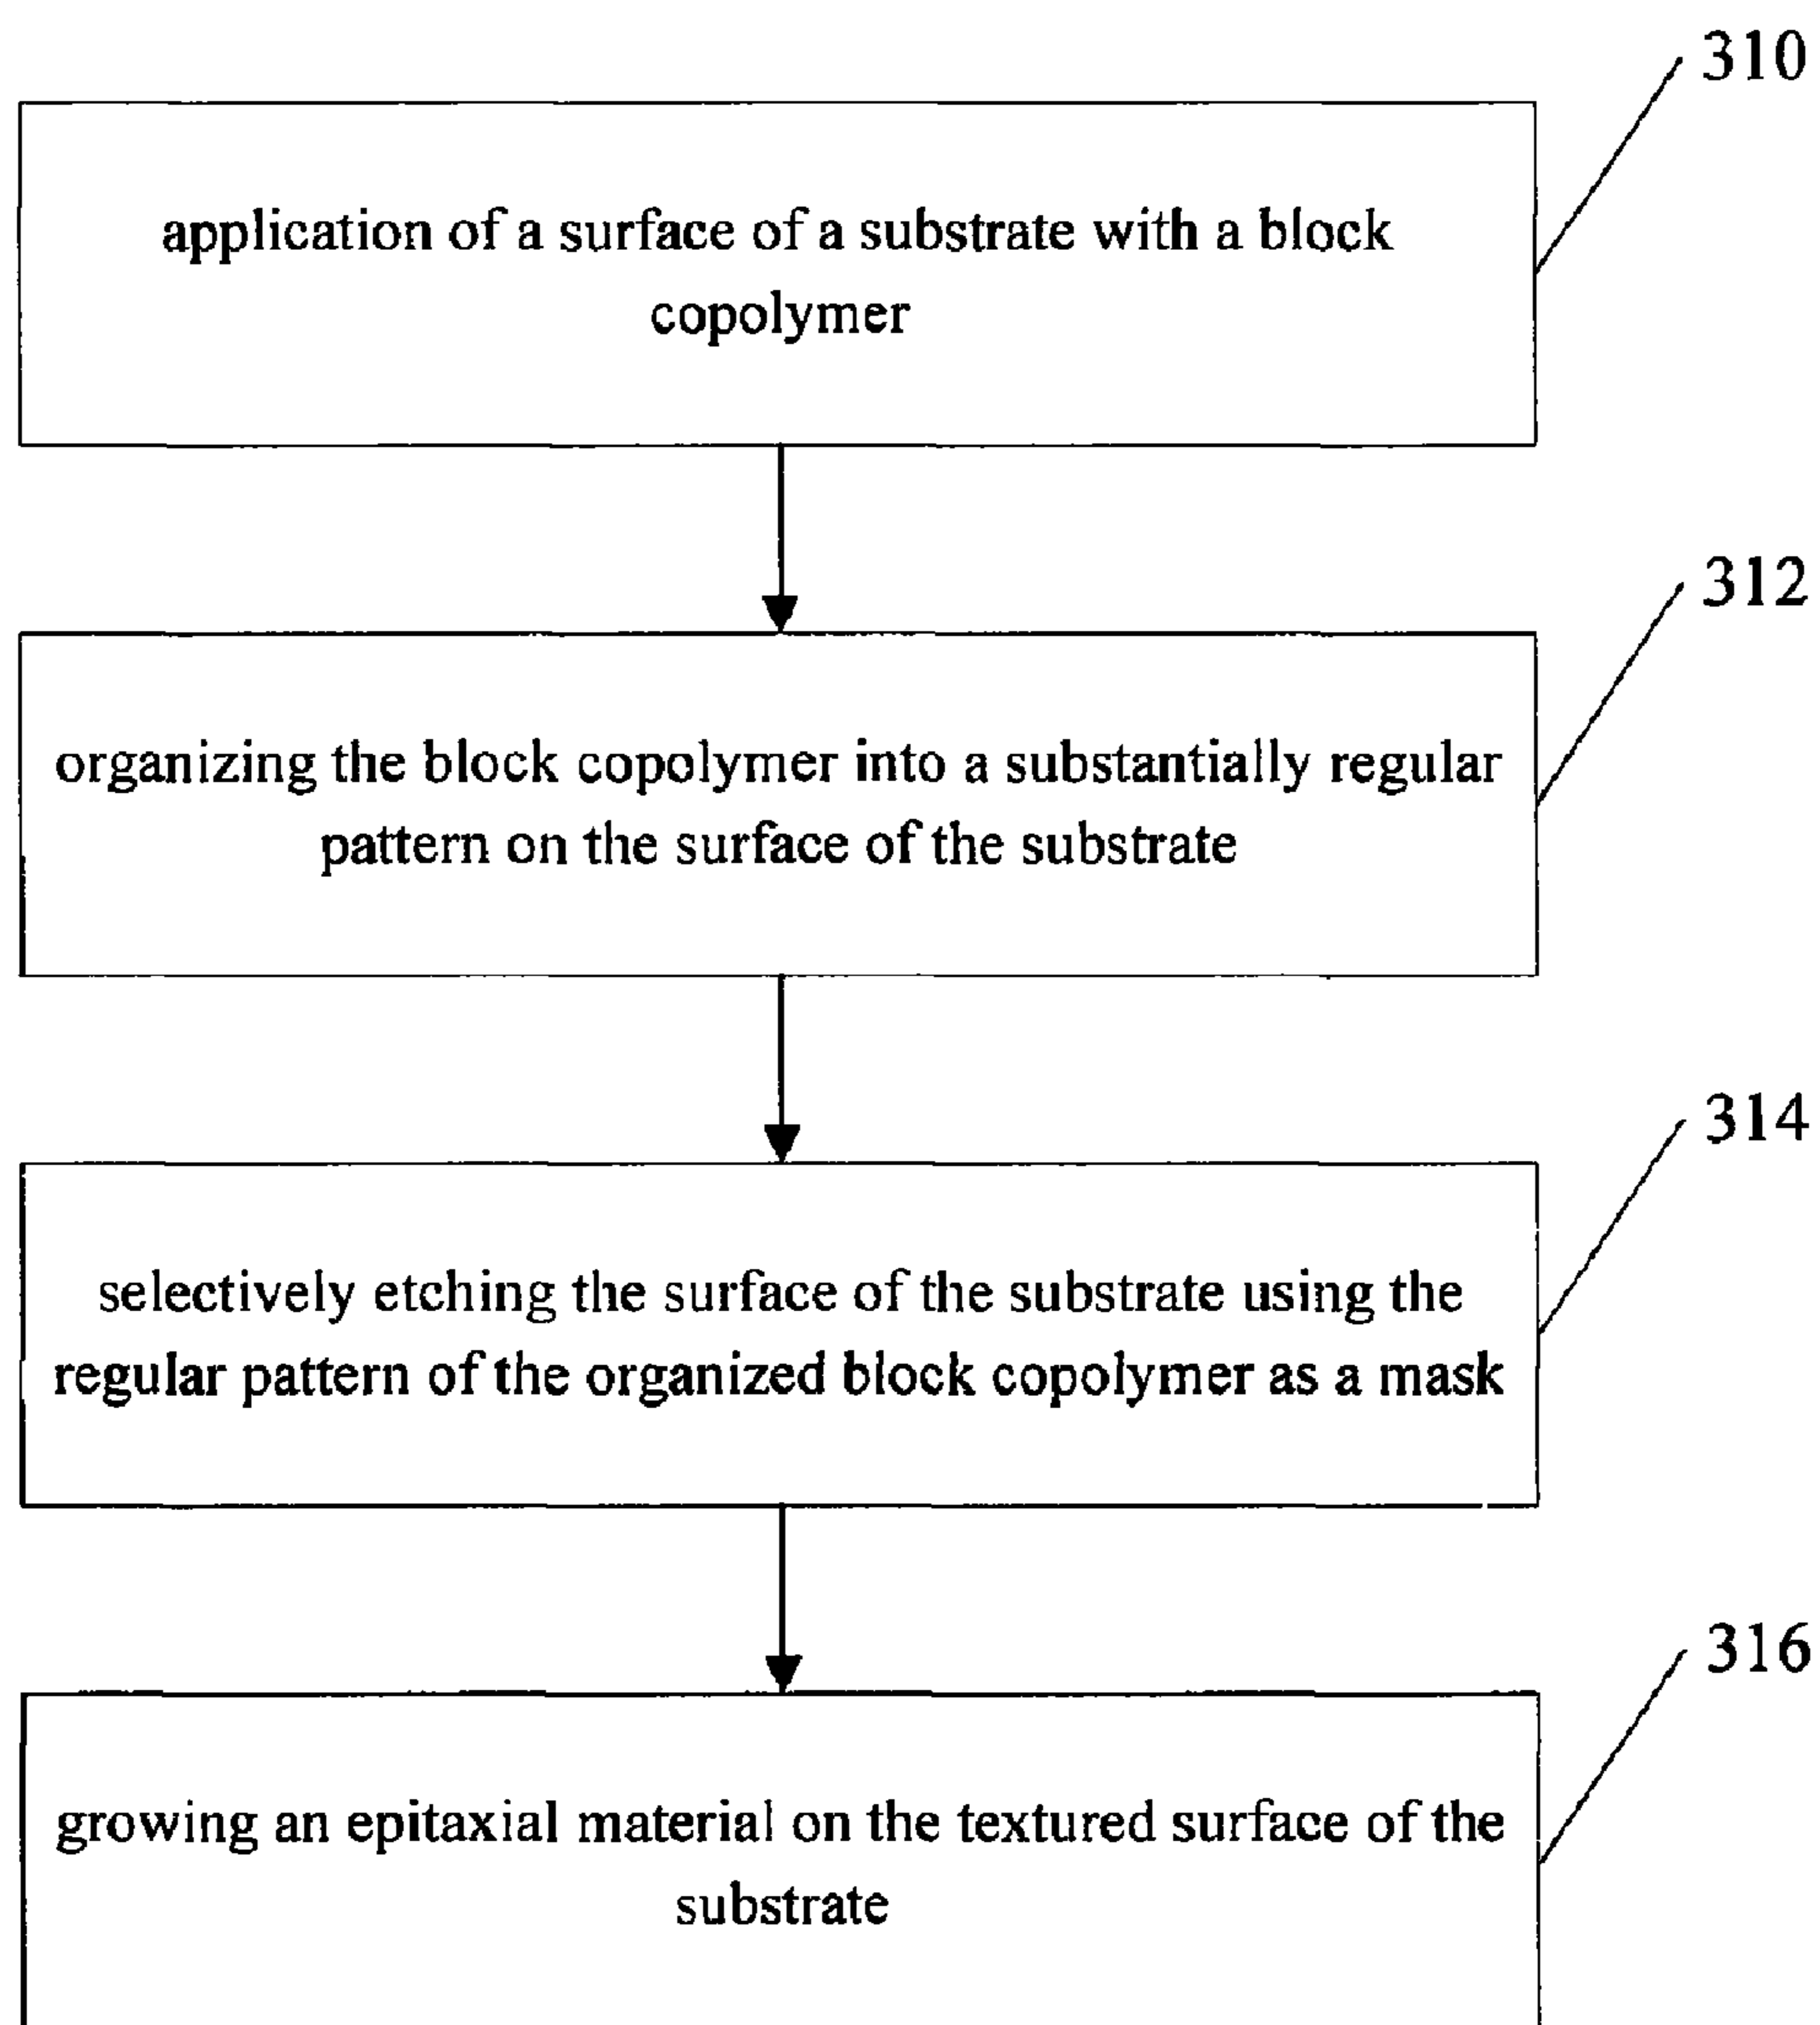 310
application of a surface of a substrate with a block
copolymer
312
organizing the block copolymer into a substantially regular
pattern on the surface of the substrate
314
selectively etching the surface of the substrate using the
regular pattern of the organized block copolymer as a mask
316
growing an epitaxial material on the textured surface of the
substrate